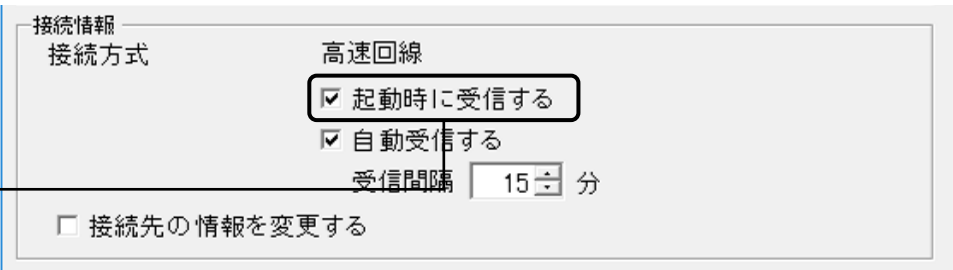 接続情報
接続方式 高速回線
起動時に受信する
自動受信する
受信間隔 15 分
接続先の情報を変更する